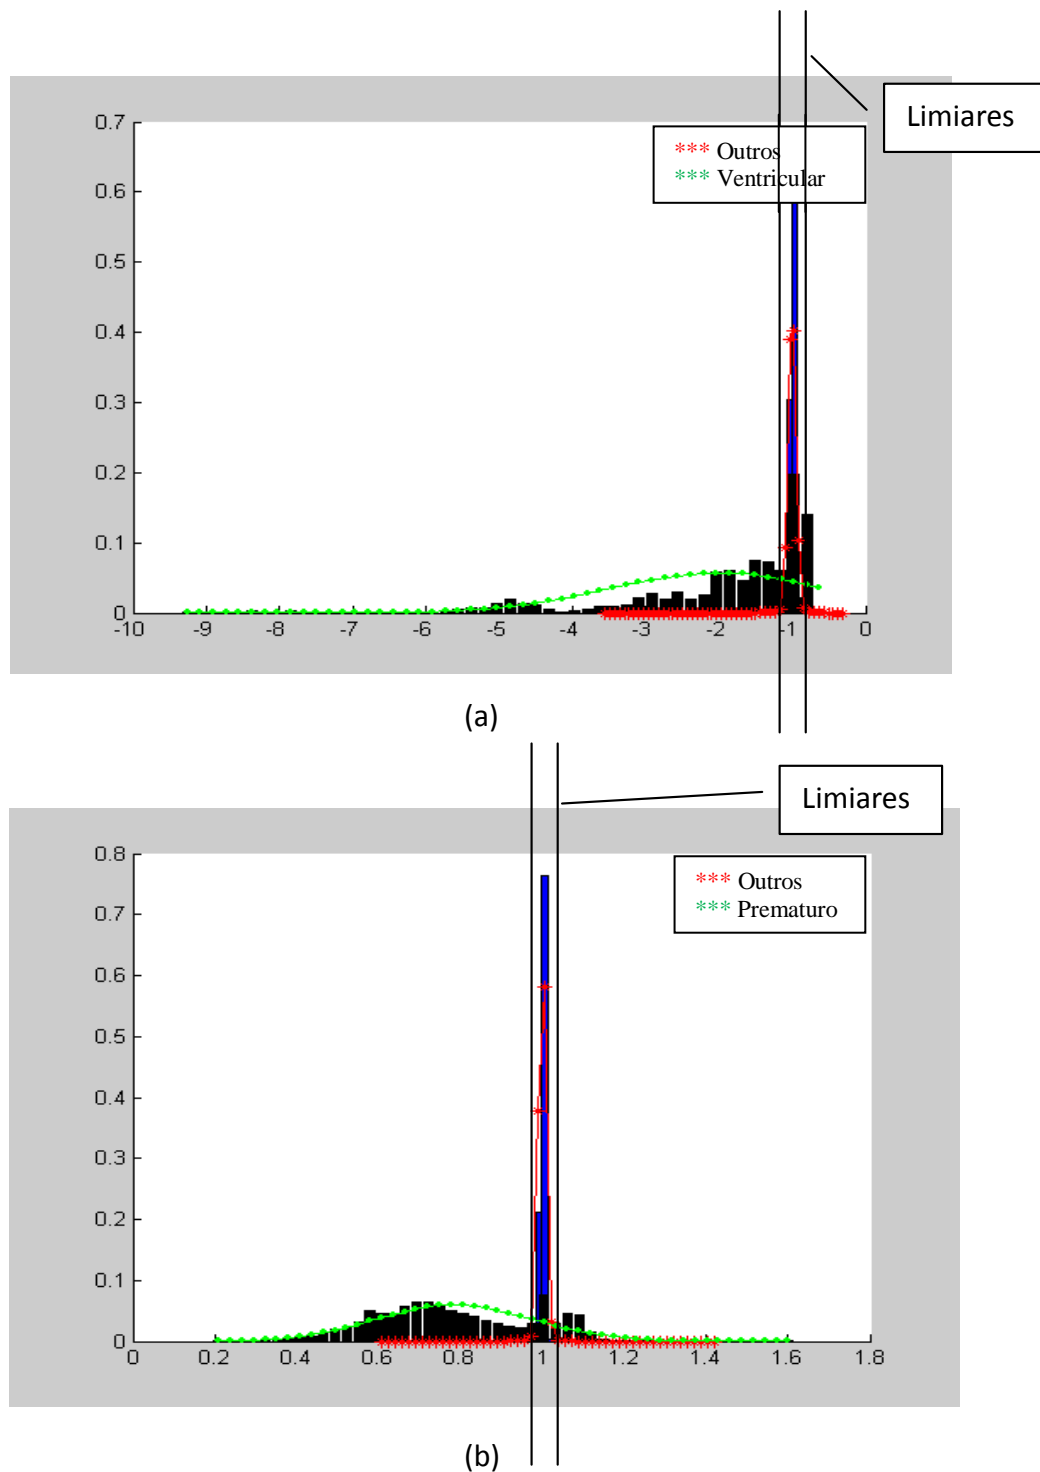 Limiares
0.7
*** Outros
*** Ventricular
0.6
0.5
0.4
0.3
0.2
0.1
0
-10 -9 -8 -7 -6 -5 -4 -3 -2 -1 0
(a)
Limiares
0.8
*** Outros
*** Prematuro
0.7
0.6
0.5
0.4
0.3
0.2
0.1
0
0 0.2 0.4 0.6 0.8 1 1.2 1.4 1.6 1.8
(b)